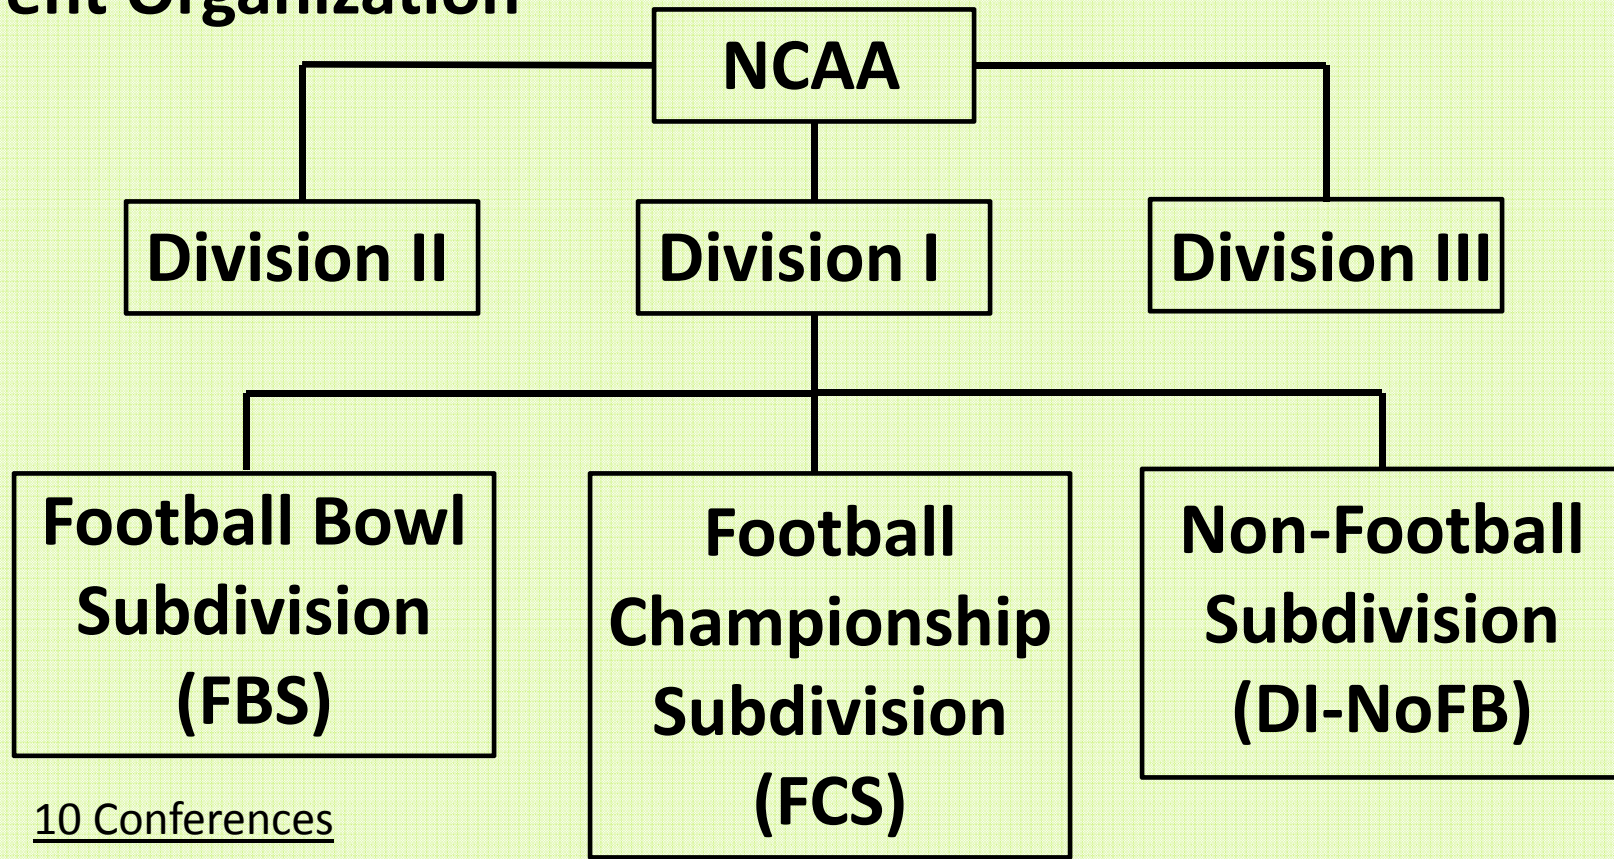 Organization
NCAA
Division II
Division I
Division III
Football Bowl
Subdivision
(FBS)
Football
Championship
Subdivision
(FCS)
Non-Football
Subdivision
(DI-NoFB)
10 Conferences